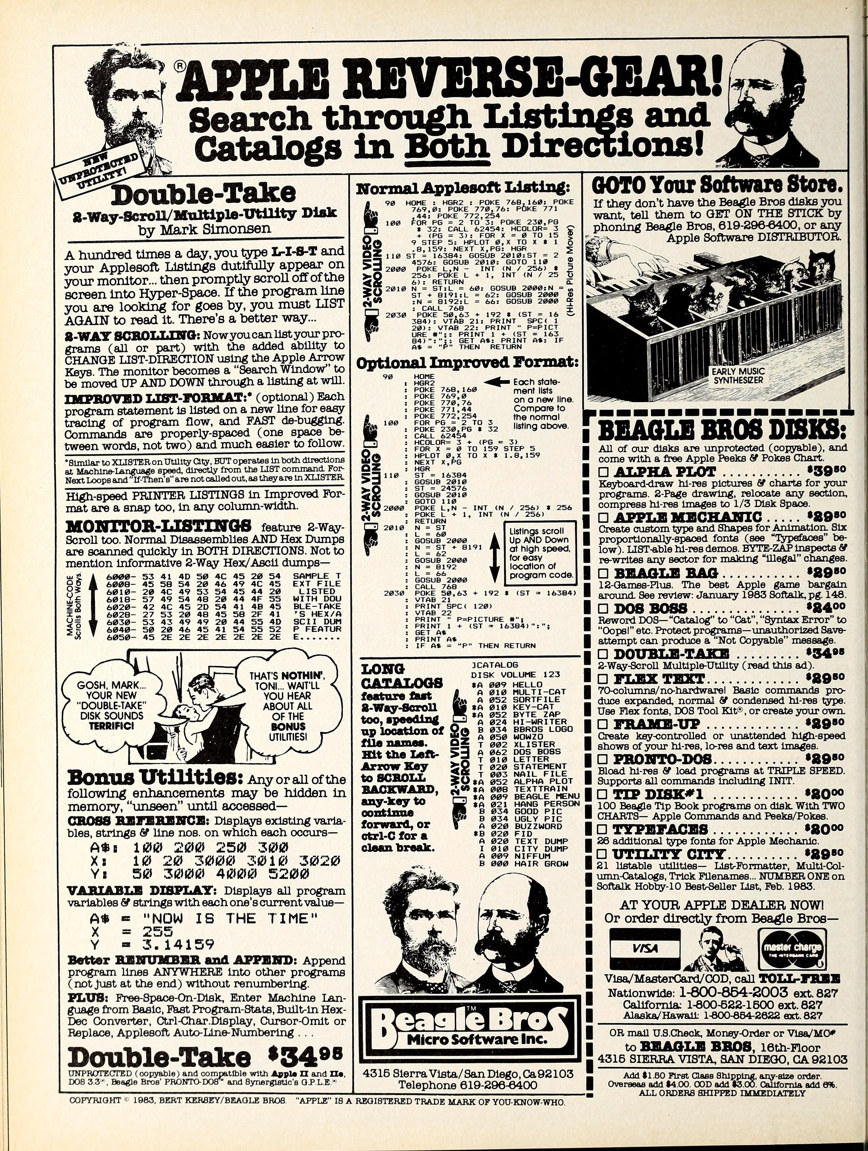 ® APPLE REVERSE-GEAR!
Search through Listings and
Catalogs in Both Directions!
NEW
UNPROTECTED
UTILITY!
Double-Take
2-Way-Scroll/Multiple-Utility Disk
by Mark Simonsen
A hundred times a day, you type L-I-S-T and
your Applesoft Listings dutifully appear on
your monitor... then promptly scroll off of the
screen into Hyper-Space. If the program line
you are looking for goes by, you must LIST
AGAIN to read it. There's a better way...
2-WAY SCROLLING: Now you can list your pro-
grams (all or part) with the added ability to
CHANGE LIST-DIRECTION using the Apple Arrow
Keys. The monitor becomes a "Search Window" to
be moved UP AND DOWN through a listing at will.
IMPROVED LIST-FORMAT:* (optional) Each
program statement is listed on a new line for easy
tracing of program flow, and FAST de-bugging.
Commands are properly-spaced (one space be-
tween words, not two) and much easier to follow.
*Similar to XLISTER on Utility City, BUT operates in both directions
at Machine-Language speed, directly from the LIST command. For-
Next Loops and "If-Then's" are not called out, as they are in XLISTER.
High-speed PRINTER LISTINGS in Improved For-
mat are a snap too, in any column-width.
MONITOR-LISTINGS feature 2-Way-
Scroll too. Normal Disassemblies AND Hex Dumps
are scanned quickly in BOTH DIRECTIONS. Not to
mention informative 2-Way Hex/Ascii dumps—
MACHINE-CODE
Scrolls Both Ways
6000- 53 41 4D 50 4C 45 20 54 SAMPLE T
6008- 45 58 54 20 46 49 4C 45 EXT FILE
6010- 20 4C 49 53 54 45 44 20 LISTED
6018- 57 49 54 48 20 44 4F 55 WITH DOU
6020- 42 4C 45 2D 54 41 4B 45 BLE-TAKE
6028- 27 53 20 48 45 58 2F 41 'S HEX/A
6030- 53 43 49 49 20 44 55 4D SCII DUM
6040- 50 20 46 45 41 54 55 52 P FEATUR
6050- 45 2E 2E 2E 2E 2E 2E 2E E.......
GOSH, MARK...
YOUR NEW
"DOUBLE-TAKE"
DISK SOUNDS
TERRIFIC!
THAT'S NOTHIN',
TONI... WAIT'LL
YOU HEAR
ABOUT ALL
OF THE
BONUS
UTILITIES!
Bonus Utilities: Any or all of the
following enhancements may be hidden in
memory, "unseen" until accessed—
CROSS REFERENCE: Displays existing varia-
bles, strings & line nos. on which each occurs—
A$: 100 200 250 300
X: 10 20 3000 3010 3020
Y: 50 3000 4000 5200
VARIABLE DISPLAY: Displays all program
variables & strings with each one's current value—
A$ = "NOW IS THE TIME"
X = 255
Y = 3.14159
Better RENUMBER and APPEND: Append
program lines ANYWHERE into other programs
(not just at the end) without renumbering.
PLUS: Free-Space-On-Disk, Enter Machine Lan-
guage from Basic, Fast Program-Stats, Built-in Hex-
Dec Converter, Ctrl-Char.Display, Cursor-Omit or
Replace, Applesoft Auto-Line-Numbering . . .
Double-Take $34.95
UNPROTECTED (copyable) and compatible with Apple II and IIe,
DOS 3.3®, Beagle Bros' PRONTO-DOS™ and Synergistic's G.P.L.E.®
Normal Applesoft Listing:
2-WAY VIDEO
SCROLLING
90 HOME : HGR2 : POKE 768,160: POKE
769,0: POKE 770,76: POKE 771
,44: POKE 772,254
100 FOR PG = 2 TO 3: POKE 230,PG
* 32: CALL 62454: HCOLOR= 3
+ (PG = 3): FOR X = 0 TO 15
9 STEP 5: HPLOT 0,X TO X * 1
.8,159: NEXT X,PG: HGR
110 ST = 16384: GOSUB 2010:ST = 2
4576: GOSUB 2010: GOTO 110
2000 POKE L,N - INT (N / 256) *
256: POKE L + 1, INT (N / 25
6): RETURN
2010 N = ST:L = 60: GOSUB 2000:N =
ST + 8191:L = 62: GOSUB 2000
:N = 8192:L = 66: GOSUB 2000
: CALL 768
2030 POKE 50,63 + 192 * (ST = 16
384): VTAB 21: PRINT SPC( 1
20): VTAB 22: PRINT " P=PICT
URE #";: PRINT 1 + (ST = 163
84)":";: GET A$: PRINT A$: IF
A$ = "P" THEN RETURN
(Hi-Res Picture Mover)
Optional Improved Format:
2-WAY VIDEO
SCROLLING
90 HOME
: HGR2
: POKE 768,160
: POKE 769,0
: POKE 770,76
: POKE 771,44
: POKE 772,254
100 FOR PG = 2 TO 3
: POKE 230,PG * 32
: CALL 62454
: HCOLOR= 3 + (PG = 3)
: FOR X = 0 TO 159 STEP 5
: HPLOT 0,X TO X * 1.8,159
: NEXT X,PG
: HGR
110 ST = 16384
: GOSUB 2010
: ST = 24576
: GOSUB 2010
: GOTO 110
2000 POKE L,N - INT (N / 256) * 256
: POKE L + 1, INT (N / 256)
: RETURN
2010 N = ST
: L = 60
: GOSUB 2000
: N = ST + 8191
: L = 62
: GOSUB 2000
: N = 8192
: L = 66
: GOSUB 2000
: CALL 768
2030 POKE 50,63 + 192 * (ST = 16384)
: VTAB 21
: PRINT SPC( 120)
: VTAB 22
: PRINT " P=PICTURE #";
: PRINT 1 + (ST = 16384)":";
: GET A$
: PRINT A$
: IF A$ = "P" THEN RETURN
Each state-
ment lists
on a new line.
Compare to
the normal
listing above.
Listings scroll
Up AND Down
at high speed,
for easy
location of
program code.
LONG
CATALOGS
feature fast
2-Way-Scroll
too, speeding
up location of
file names.
Hit the Left-
Arrow Key
to SCROLL
BACKWARD,
any-key to
continue
forward, or
ctrl-C for a
clean break.
2-WAY VIDEO
SCROLLING
]CATALOG
DISK VOLUME 123
*A 009 HELLO
A 010 MULTI-CAT
A 052 SORTFILE
A 010 KEY-CAT
*A 052 BYTE ZAP
A 024 HI-WRITER
B 034 BBROS LOGO
A 050 WOWZO
T 002 XLISTER
A 062 DOS BOSS
T 010 LETTER
T 020 STATEMENT
T 003 NAIL FILE
*A 052 ALPHA PLOT
*A 008 TEXTTRAIN
*A 009 BEAGLE MENU
*A 021 HANG PERSON
B 034 GOOD PIC
B 034 UGLY PIC
A 020 BUZZWORD
*B 020 FID
A 020 TEXT DUMP
I 010 CITY DUMP
A 009 NIFFUM
B 000 HAIR GROW
Beagle Bros™
Micro Software Inc.
4315 Sierra Vista/San Diego, Ca 92103
Telephone 619-296-6400
GOTO Your Software Store.
If they don't have the Beagle Bros disks you
want, tell them to GET ON THE STICK by
phoning Beagle Bros, 619-296-6400, or any
Apple Software DISTRIBUTOR.
EARLY MUSIC
SYNTHESIZER
BEAGLE BROS DISKS:
All of our disks are unprotected (copyable), and
come with a free Apple Peeks & Pokes Chart.
☐ ALPHA PLOT ......... $39.50
Keyboard-draw hi-res pictures & charts for your
programs. 2-Page drawing, relocate any section,
compress hi-res images to 1/3 Disk Space.
☐ APPLE MECHANIC .... $29.50
Create custom type and Shapes for Animation. Six
proportionally-spaced fonts (see "Typefaces" be-
low). LIST-able hi-res demos. BYTE-ZAP inspects &
re-writes any sector for making "illegal" changes.
☐ BEAGLE BAG ......... $29.50
12-Games-Plus. The best Apple game bargain
around. See review: January 1983 Softalk, pg. 148.
☐ DOS BOSS ........... $24.00
Reword DOS—"Catalog" to "Cat", "Syntax Error" to
"Oops!" etc. Protect programs—unauthorized Save-
attempt can produce a "Not Copyable" message.
☐ DOUBLE-TAKE ........ $34.95
2-Way-Scroll Multiple-Utility (read this ad).
☐ FLEX TEXT .......... $29.50
70-columns/no-hardware! Basic commands pro-
duce expanded, normal & condensed hi-res type.
Use Flex fonts, DOS Tool Kit®, or create your own.
☐ FRAME-UP ........... $29.50
Create key-controlled or unattended high-speed
shows of your hi-res, lo-res and text images.
☐ PRONTO-DOS ......... $29.50
Bload hi-res & load programs at TRIPLE SPEED.
Supports all commands including INIT.
☐ TIP DISK#1 ......... $20.00
100 Beagle Tip Book programs on disk. With TWO
CHARTS— Apple Commands and Peeks/Pokes.
☐ TYPEFACES .......... $20.00
26 additional type fonts for Apple Mechanic.
☐ UTILITY CITY ....... $29.50
21 listable utilities— List-Formatter, Multi-Col-
umn-Catalogs, Trick Filenames... NUMBER ONE on
Softalk Hobby-10 Best-Seller List, Feb. 1983.
AT YOUR APPLE DEALER NOW!
Or order directly from Beagle Bros—
VISA
master charge
THE INTERBANK CARD
Visa/MasterCard/COD, call TOLL-FREE
Nationwide: 1-800-854-2003 ext. 827
California: 1-800-522-1500 ext. 827
Alaska/Hawaii: 1-800-854-2622 ext. 827
OR mail U.S.Check, Money-Order or Visa/MC#
to BEAGLE BROS, 16th-Floor
4315 SIERRA VISTA, SAN DIEGO, CA 92103
Add $1.50 First Class Shipping, any-size order.
Overseas add $4.00. COD add $3.00. California add 6%.
ALL ORDERS SHIPPED IMMEDIATELY
COPYRIGHT © 1983, BERT KERSEY/BEAGLE BROS. "APPLE" IS A REGISTERED TRADE MARK OF YOU-KNOW-WHO.